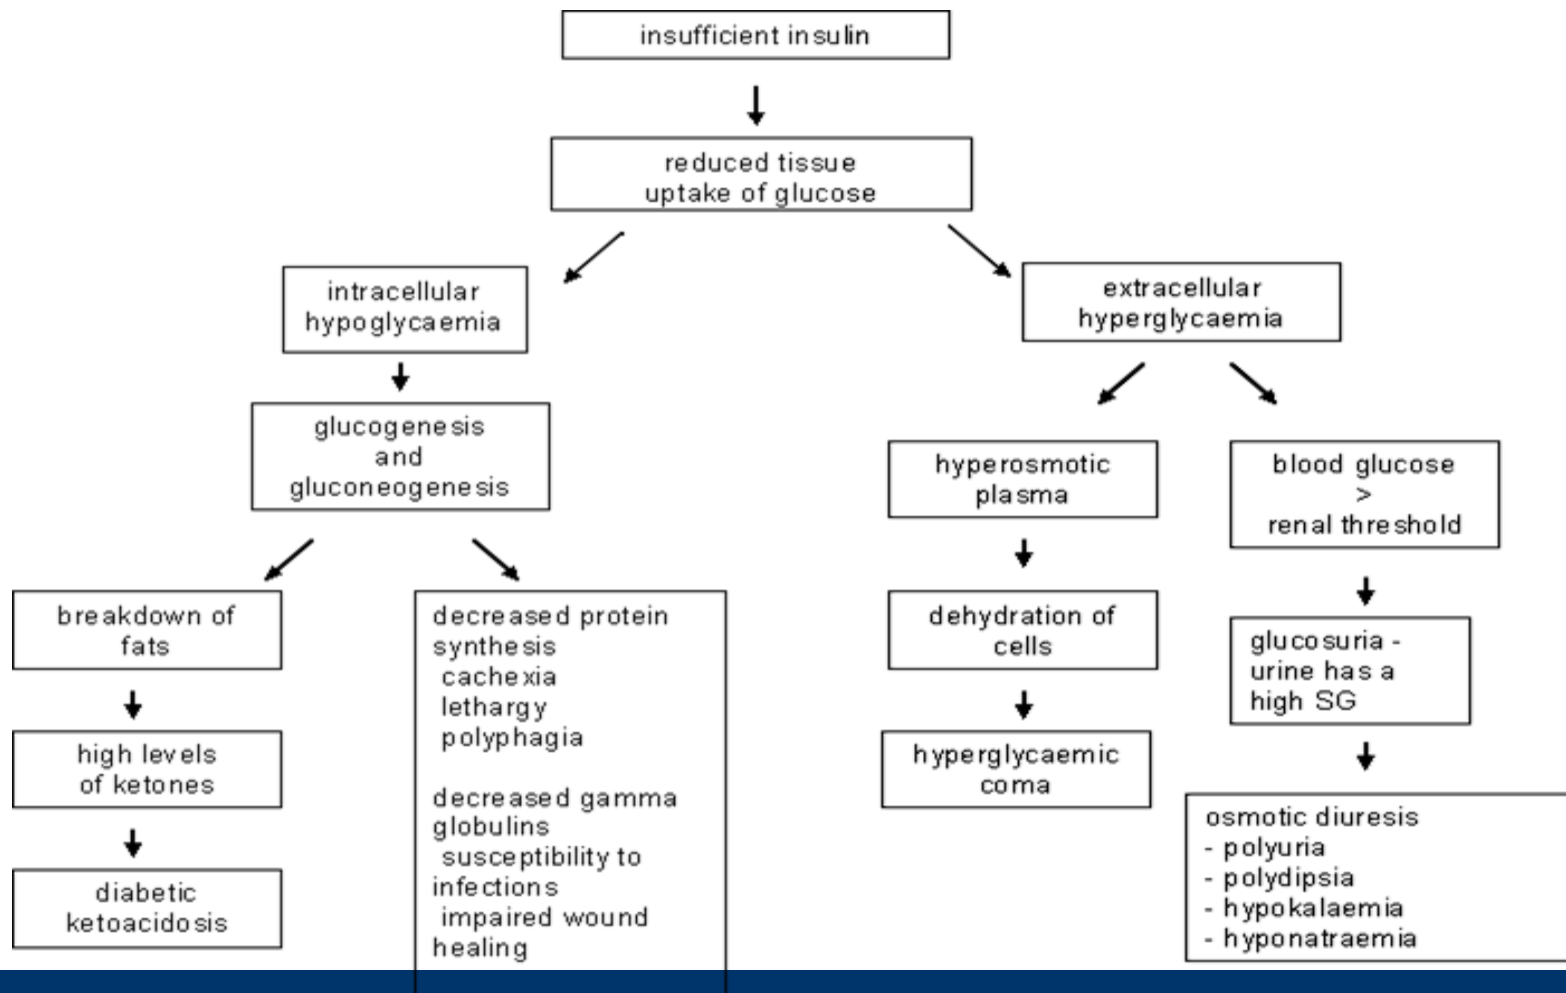 insufficient insulin
reduced tissue
uptake of glucose
intracellular
hypoglycaemia
extracellular
hyperglycaemia
glucogenesis
and
gluconeogenesis
hyperosmotic
plasma
blood glucose
>
renal threshold
breakdown of
fats
decreased protein
synthesis
cachexia
lethargy
polyphagia
decreased gamma
globulins
susceptibility to
infections
impaired wound
healing
dehydration of
cells
glucosuria -
urine has a
high SG
high levels
of ketones
hyperglycaemic
coma
osmotic diuresis
- polyuria
- polydipsia
- hypokalaemia
- hyponatraemia
diabetic
ketoacidosis